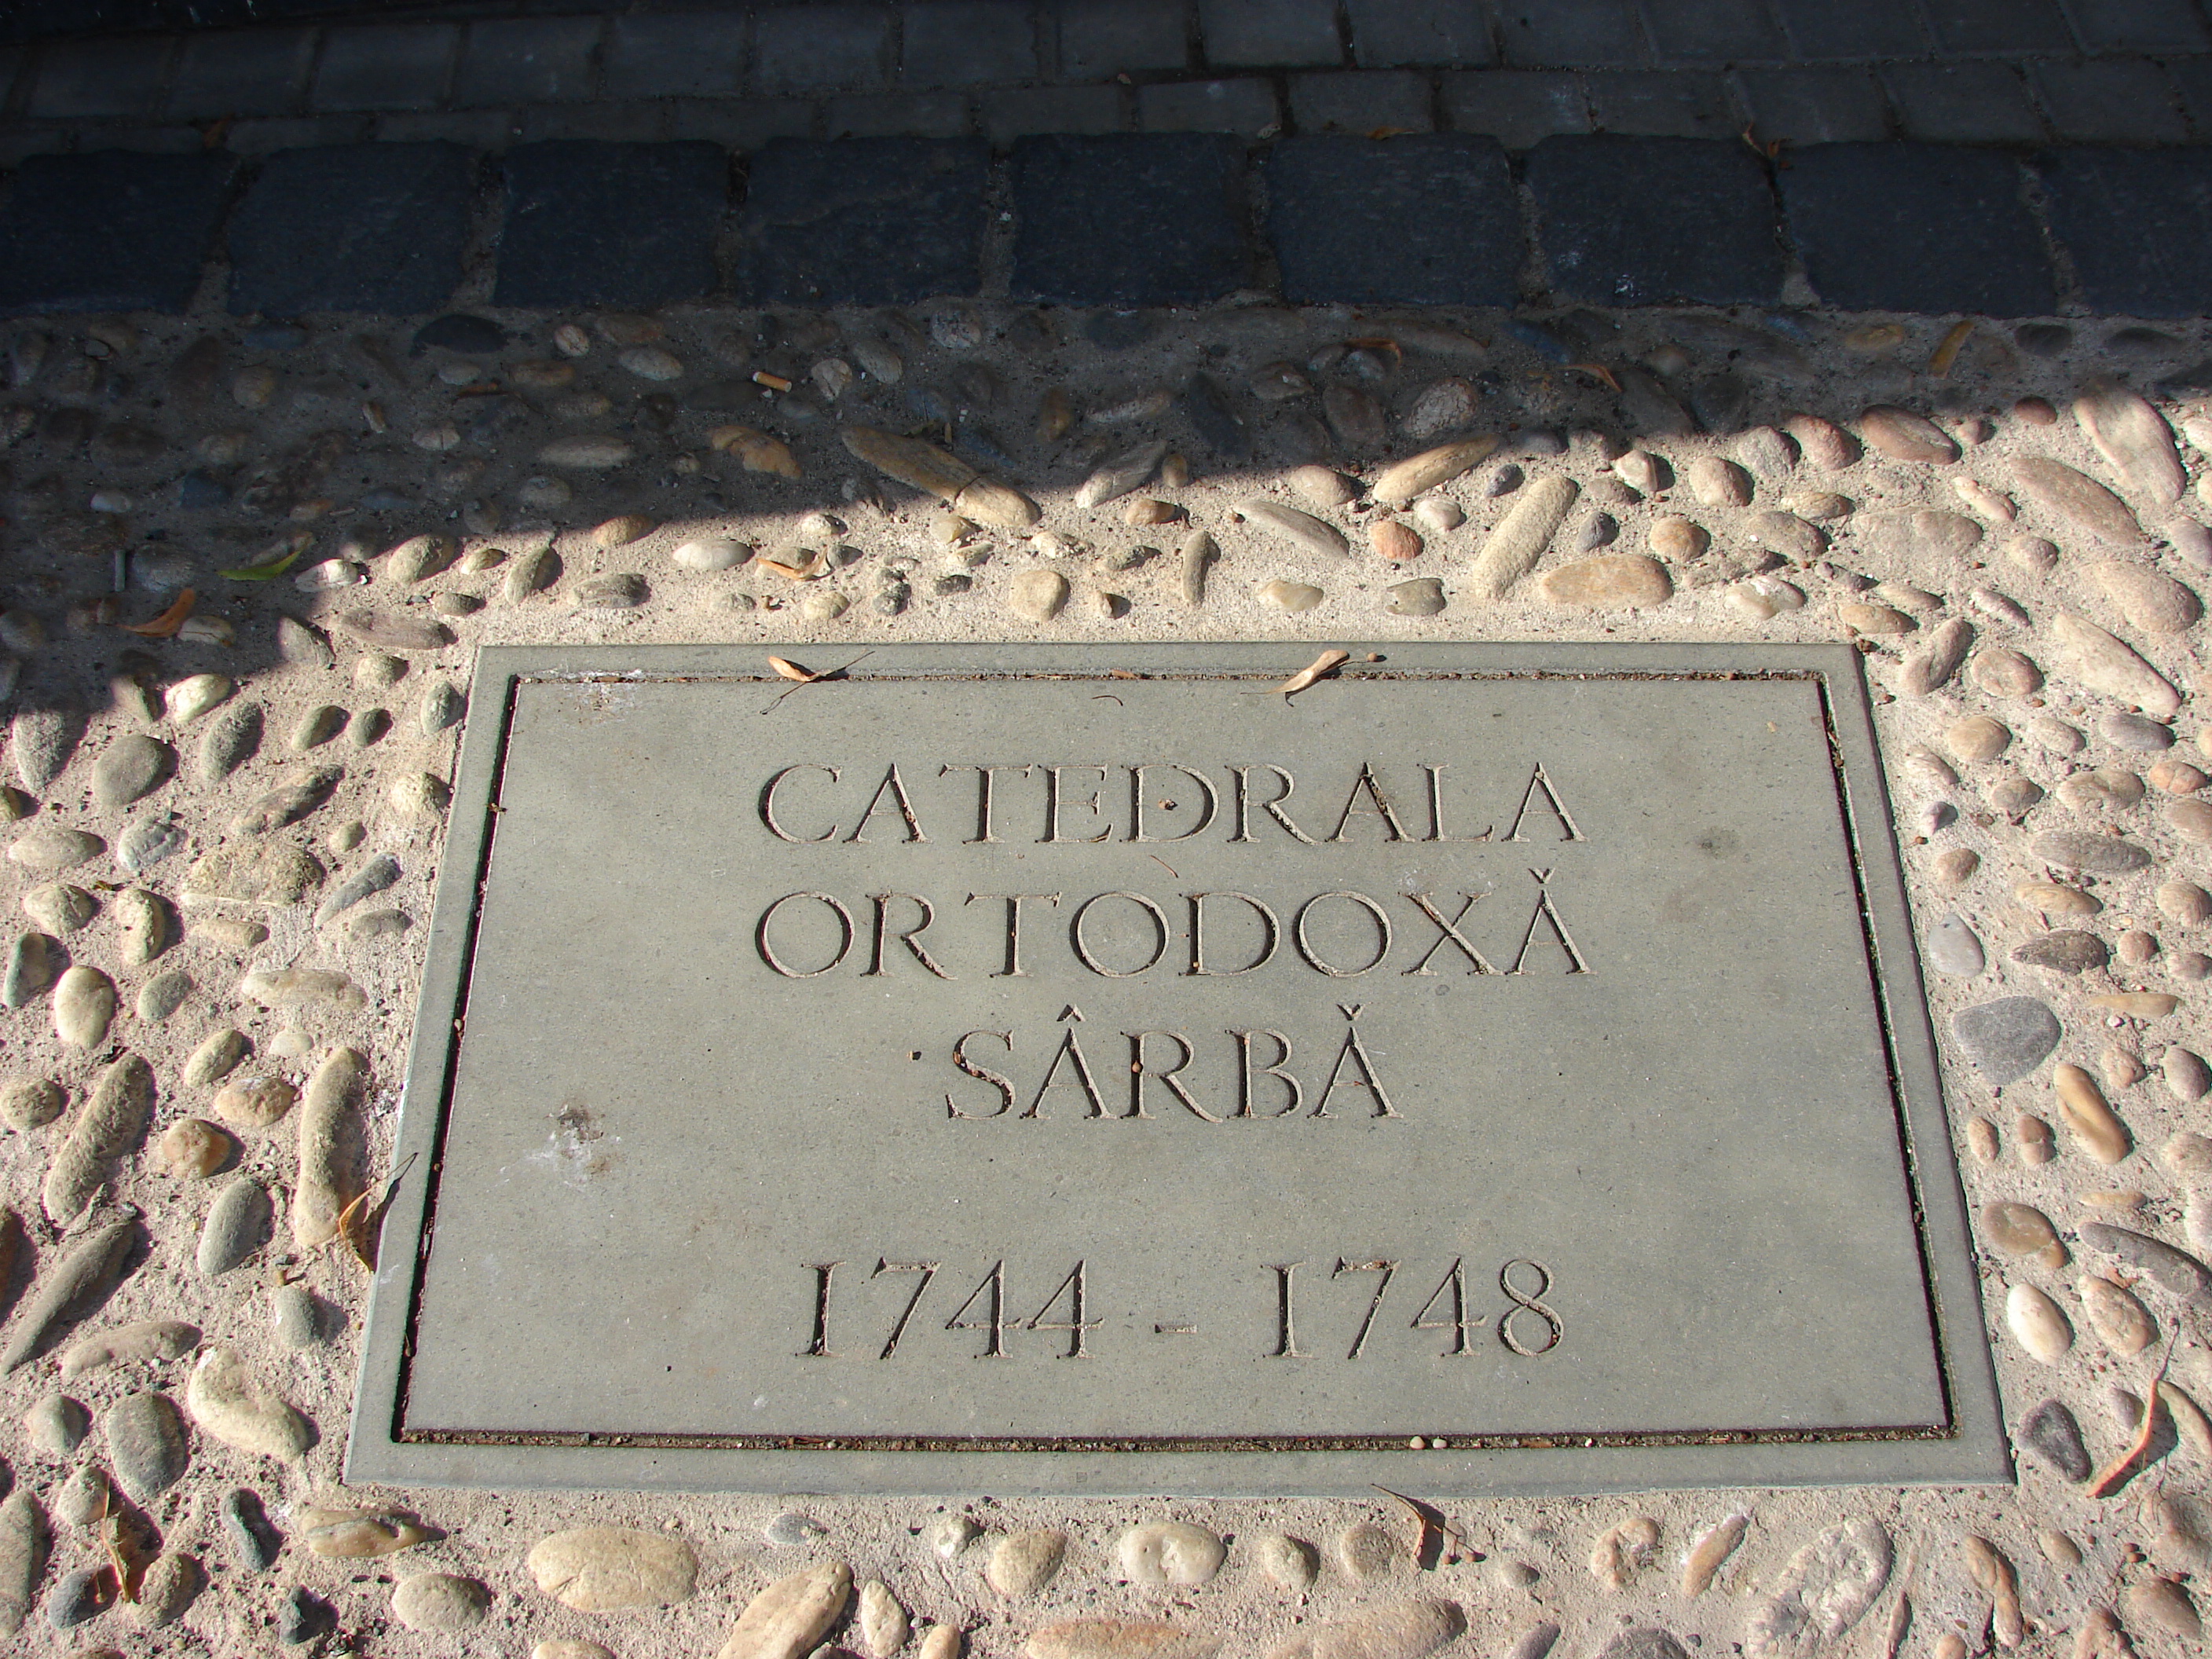 CATEDRALA
ORTODOXĂ
SÂRBĂ
1744 - 1748